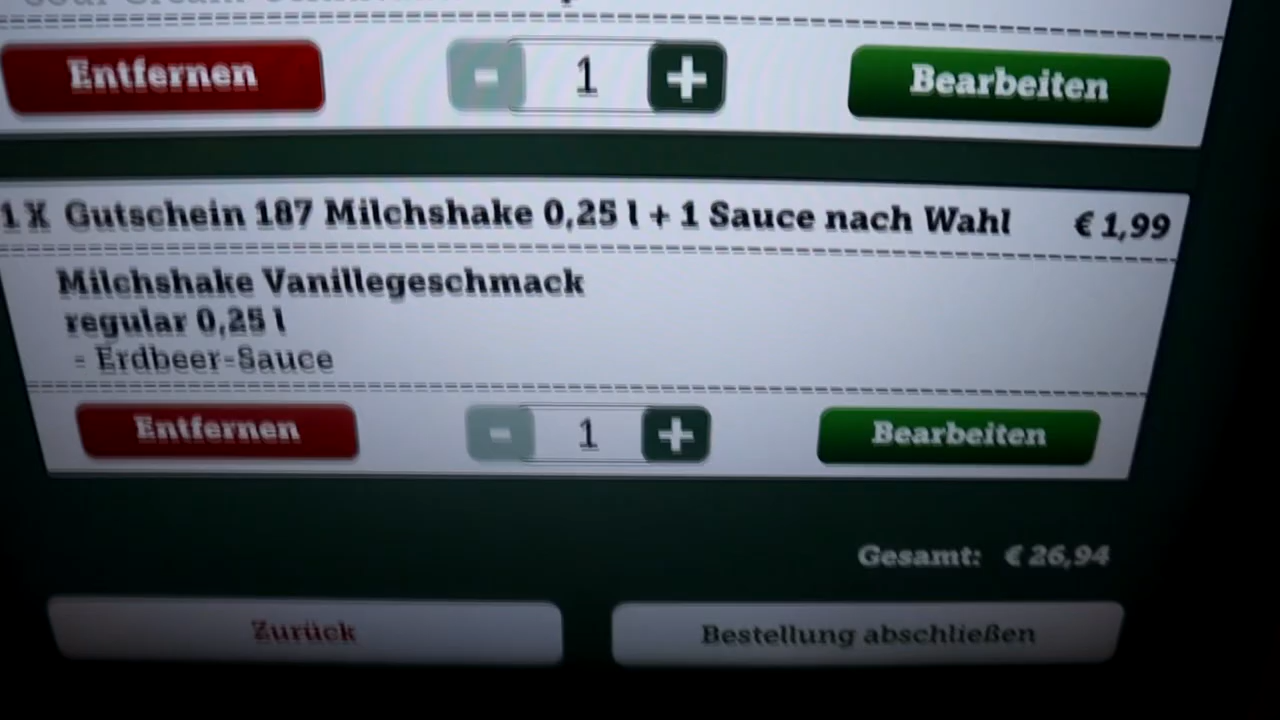 Entfernen - 1 + Bearbeiten
1 X Gutschein 187 Milchshake 0,25 l + 1 Sauce nach Wahl € 1,99
Milchshake Vanillegeschmack
regular 0,25 l
- Erdbeer-Sauce
Entfernen - 1 + Bearbeiten
Gesamt: € 26,94
Zurück Bestellung abschließen